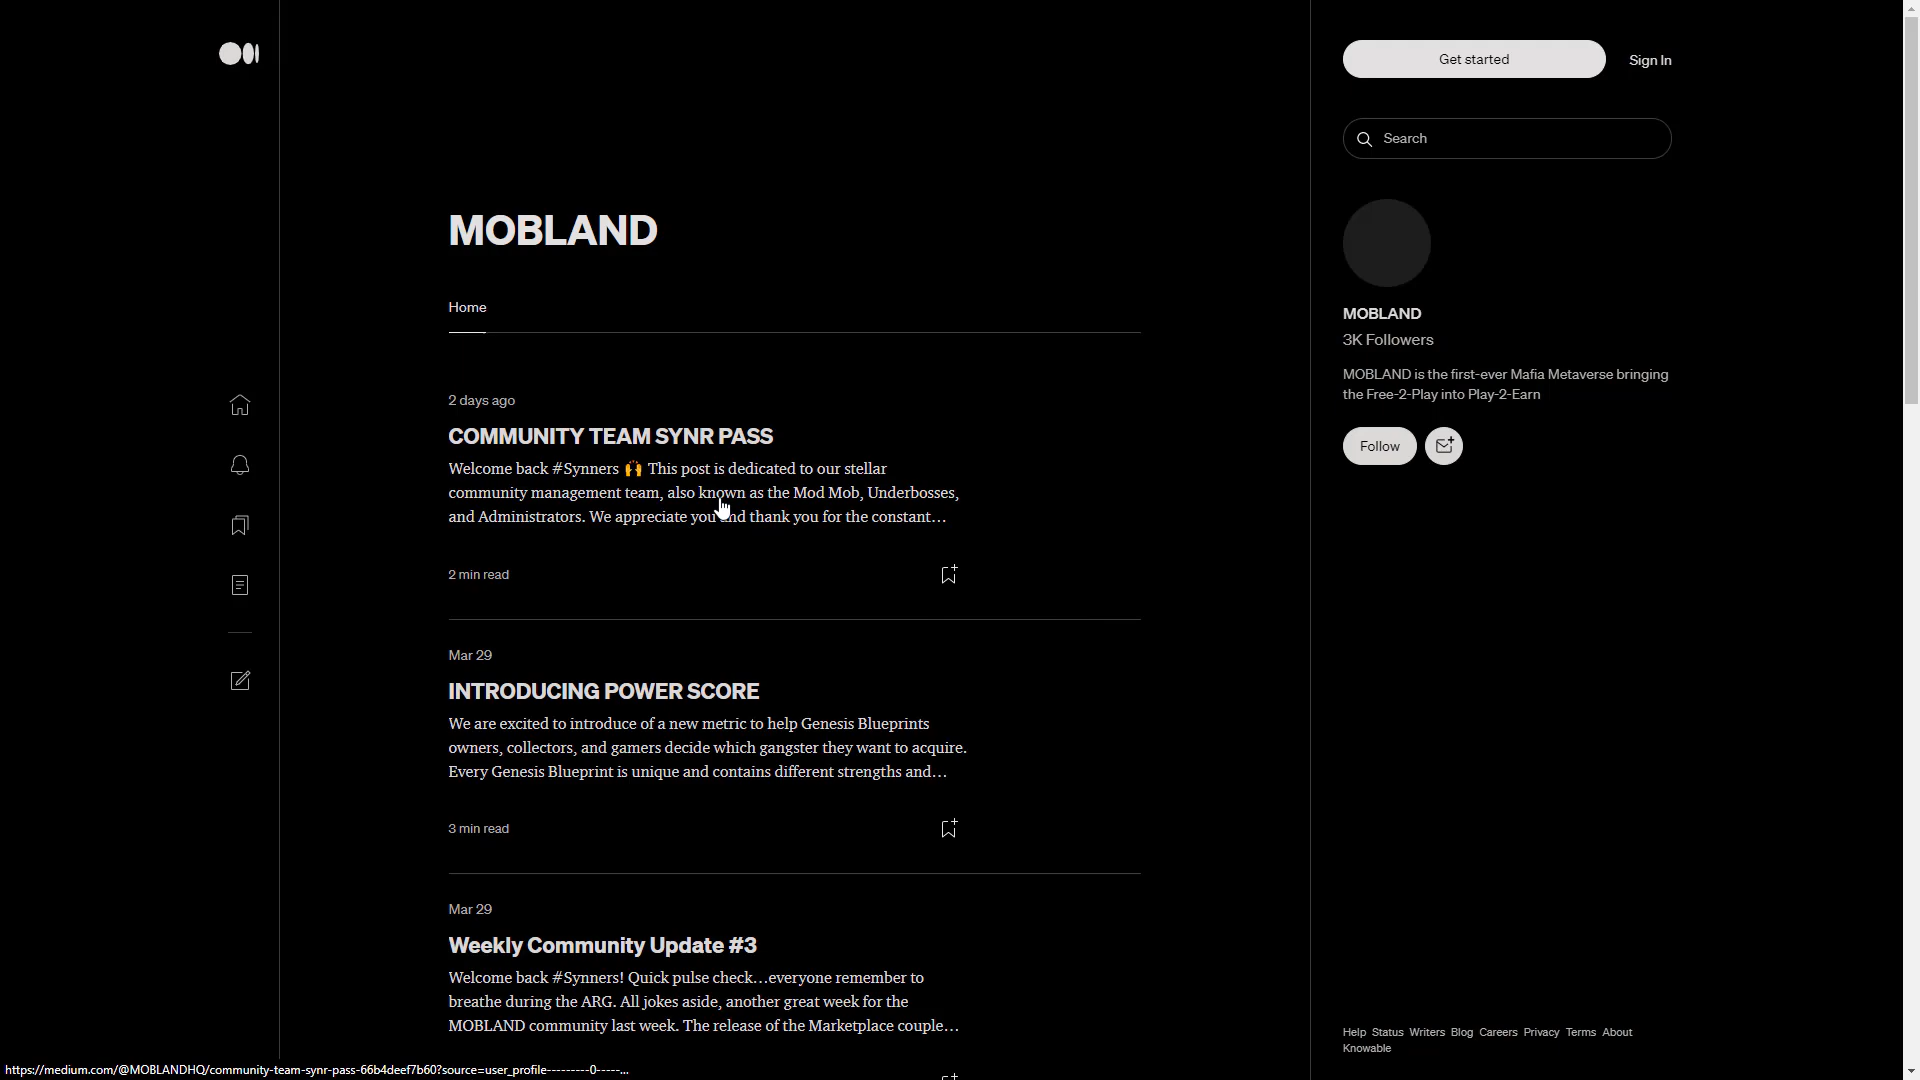 Get started
Sign In
Search
MOBLAND
Home
2 days ago
COMMUNITY TEAM SYNR PASS
Welcome back #Synners 🙌 This post is dedicated to our stellar
community management team, also known as the Mod Mob, Underbosses,
and Administrators. We appreciate you and thank you for the constant…
2 min read
Mar 29
INTRODUCING POWER SCORE
We are excited to introduce of a new metric to help Genesis Blueprints
owners, collectors, and gamers decide which gangster they want to acquire.
Every Genesis Blueprint is unique and contains different strengths and…
3 min read
Mar 29
Weekly Community Update #3
Welcome back #Synners! Quick pulse check…everyone remember to
breathe during the ARG. All jokes aside, another great week for the
MOBLAND community last week. The release of the Marketplace couple…
MOBLAND
3K Followers
MOBLAND is the first-ever Mafia Metaverse bringing
the Free-2-Play into Play-2-Earn
Follow
Help Status Writers Blog Careers Privacy Terms About
Knowable
https://medium.com/@MOBLANDHQ/community-team-synr-pass-66b4deef7b60?source=user_profile---------0-----...